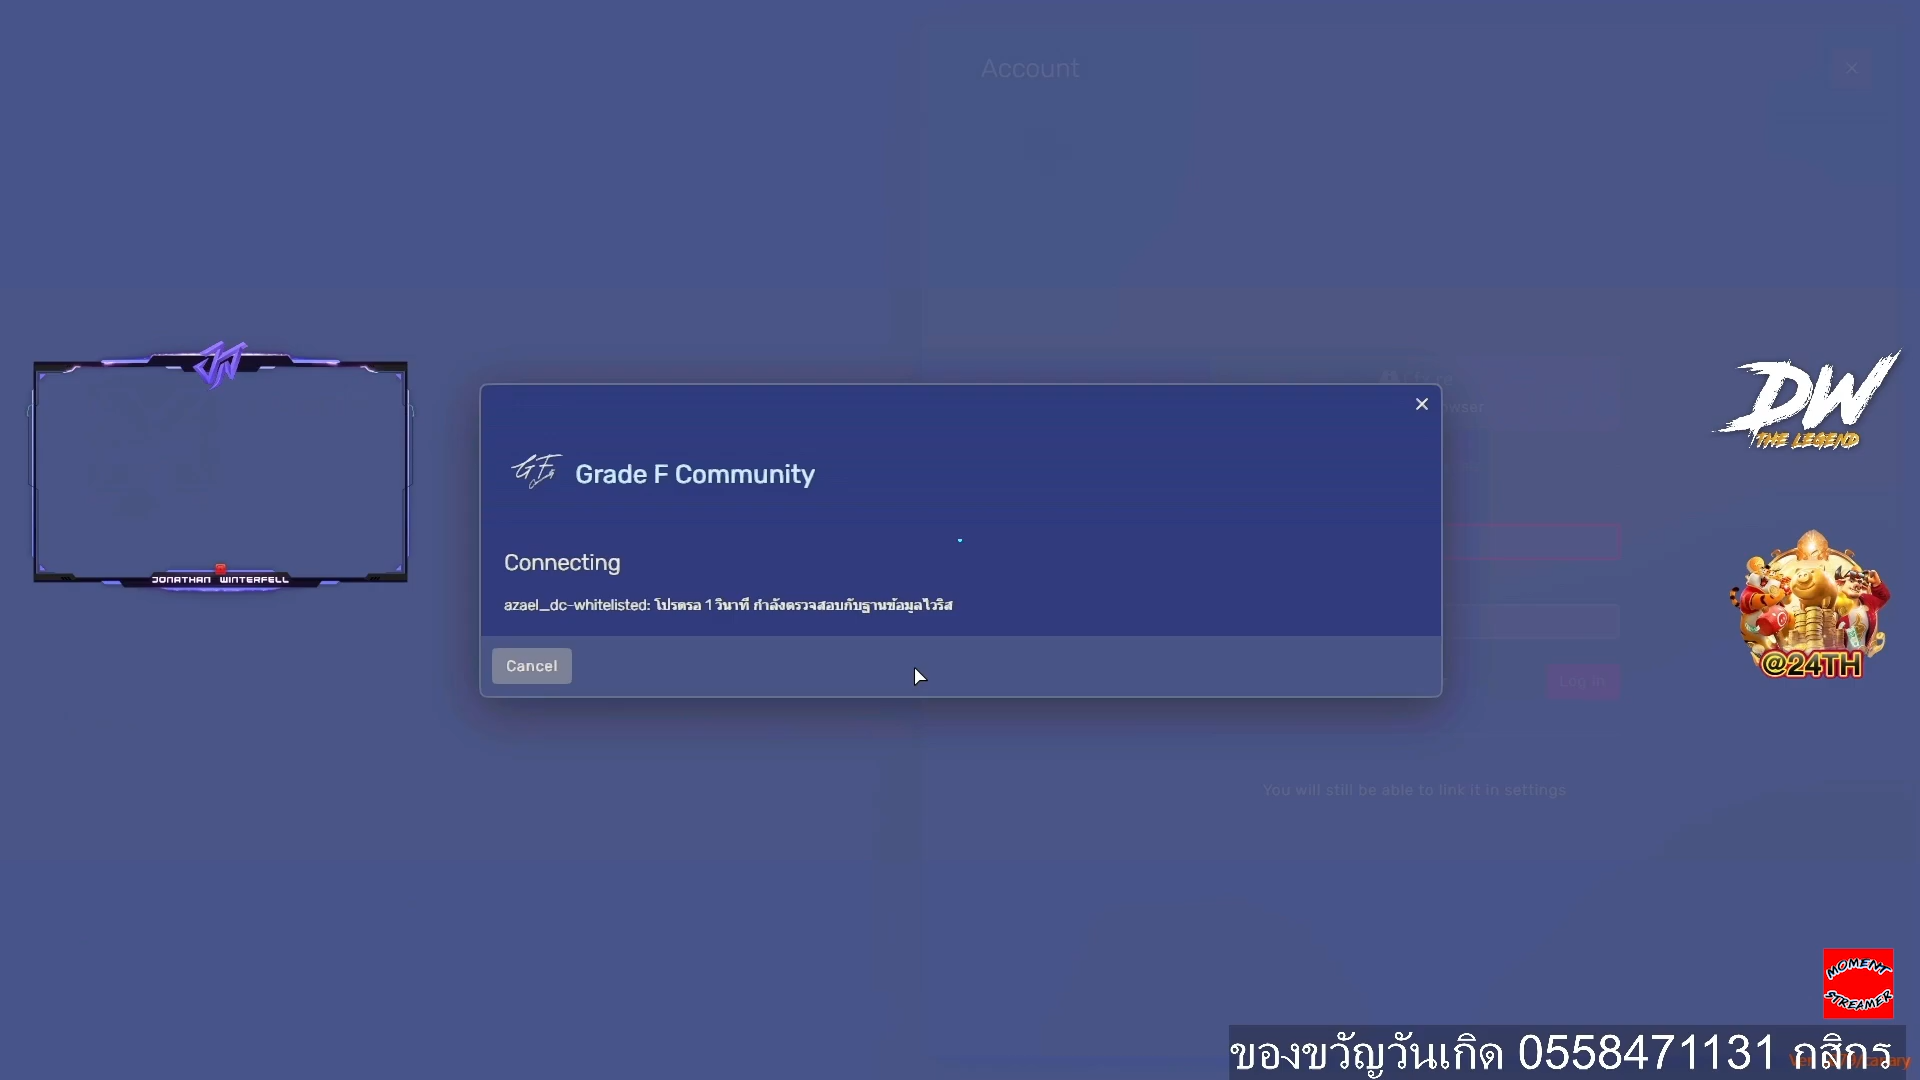 Account
Grade F Community
Connecting
azael_dc-whitelisted: โปรดรอ 1 วินาที กำลังตรวจสอบกับฐานข้อมูลไวริส
Cancel
Log in
You will still be able to link it in settings
JONATHAN WINTERFELL
DW
THE LEGEND
@24TH
MOMENT
STREAMER
ของขวัญวันเกิด 0558471131 กสิกร